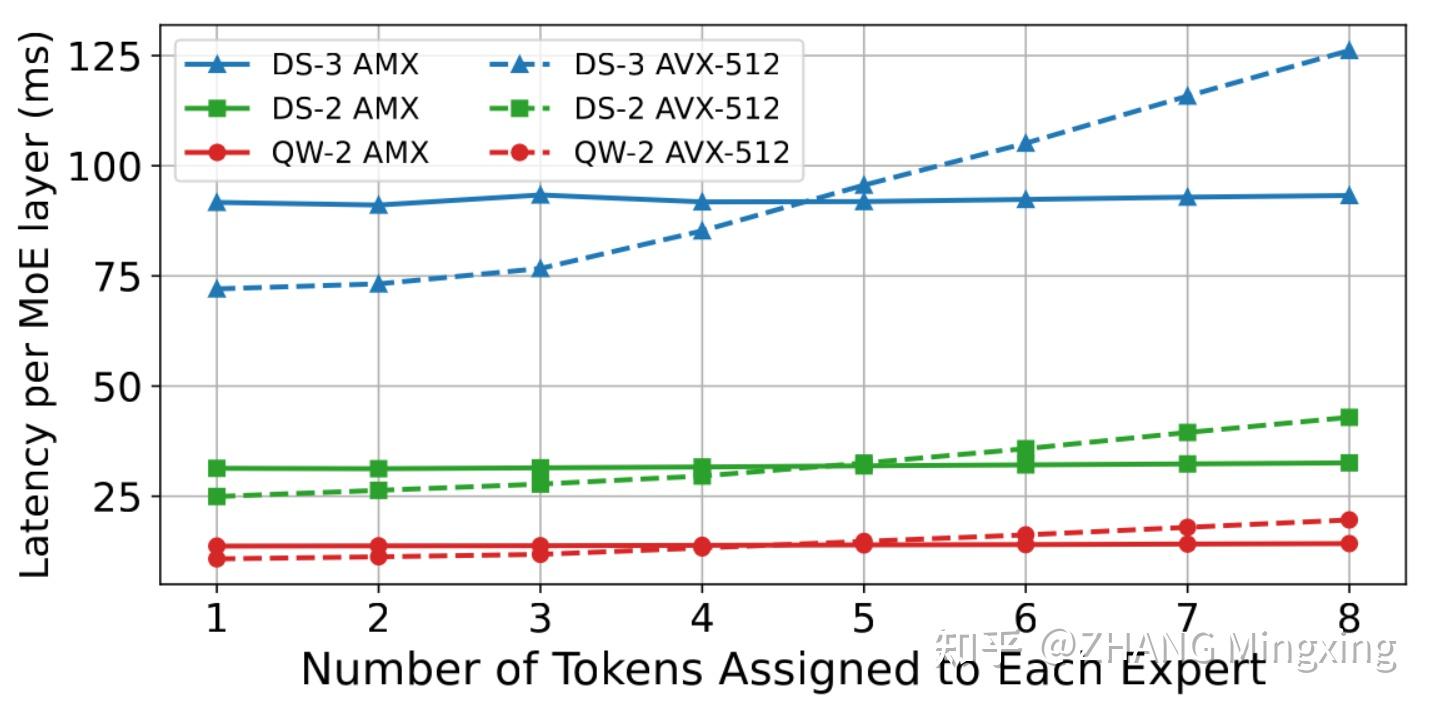 Latency per MoE layer (ms)
125
100
75
50
25
DS-3 AMX
DS-2 AMX
QW-2 AMX
DS-3 AVX-512
DS-2 AVX-512
QW-2 AVX-512
1 2 3 4 5 6 7 8
Number of Tokens Assigned to Each Expert
知乎 @ZHANG Mingxing